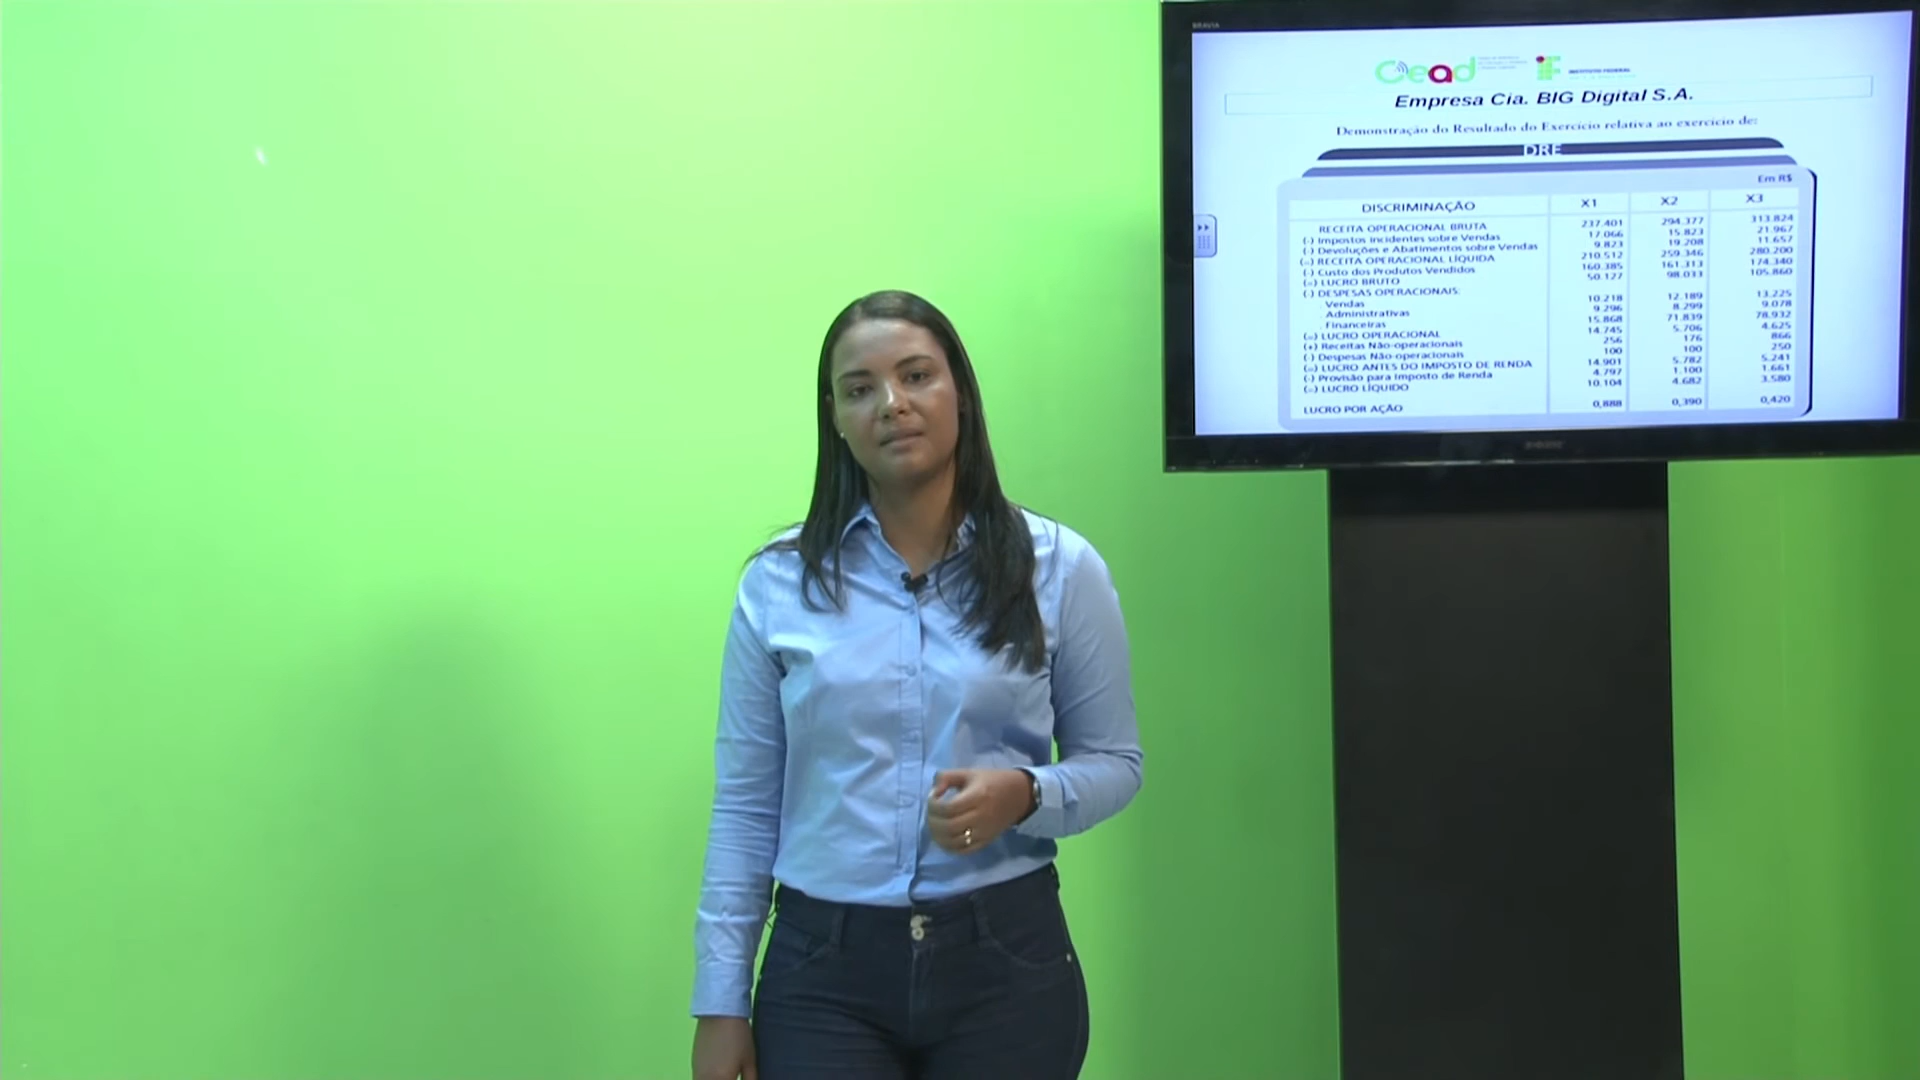 BRAVIA
Cead
INSTITUTO FEDERAL
Empresa Cia. BIG Digital S.A.
Demonstração do Resultado do Exercício relativa ao exercício de:
DRE
Em R$
DISCRIMINAÇÃO X1 X2 X3
RECEITA OPERACIONAL BRUTA 237.401 294.377 313.824
(-) Impostos Incidentes sobre Vendas 17.066 15.823 21.967
(-) Devoluções e Abatimentos sobre Vendas 9.823 19.208 11.657
(=) RECEITA OPERACIONAL LÍQUIDA 210.512 259.346 280.200
(-) Custo dos Produtos Vendidos 160.385 161.313 174.340
(=) LUCRO BRUTO 50.127 98.033 105.860
(-) DESPESAS OPERACIONAIS:
. Vendas 10.218 12.189 13.225
. Administrativas 9.296 8.299 9.078
. Financeiras 15.868 71.839 78.932
(=) LUCRO OPERACIONAL 14.745 5.706 4.625
(+) Receitas Não-operacionais 256 176 866
(-) Despesas Não-operacionais 100 100 250
(=) LUCRO ANTES DO IMPOSTO DE RENDA 14.901 5.782 5.241
(-) Provisão para Imposto de Renda 4.797 1.100 1.661
(=) LUCRO LÍQUIDO 10.104 4.682 3.580
LUCRO POR AÇÃO 0,888 0,390 0,420